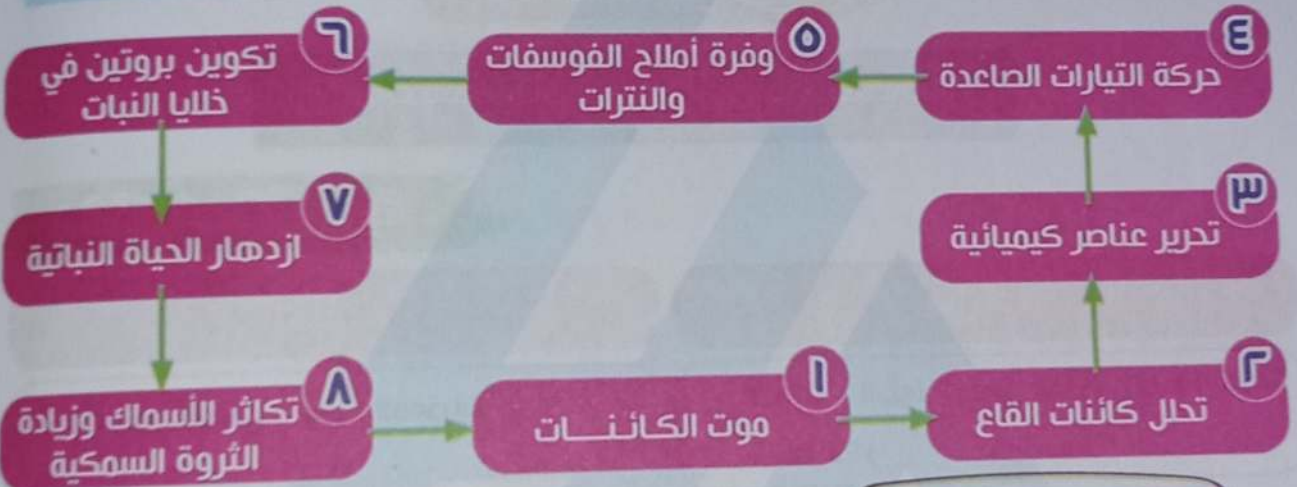 ١
موت الكائنـــات
٢
تحلل كائنات القاع
٣
تحرير عناصر كيميائية
٤
حركة التيارات الصاعدة
٥
وفرة أملاح الفوسفات
والنترات
٦
تكوين بروتين في
خلايا النبات
٧
ازدهار الحياة النباتية
٨
تكاثر الأسماك وزيادة
الثروة السمكية